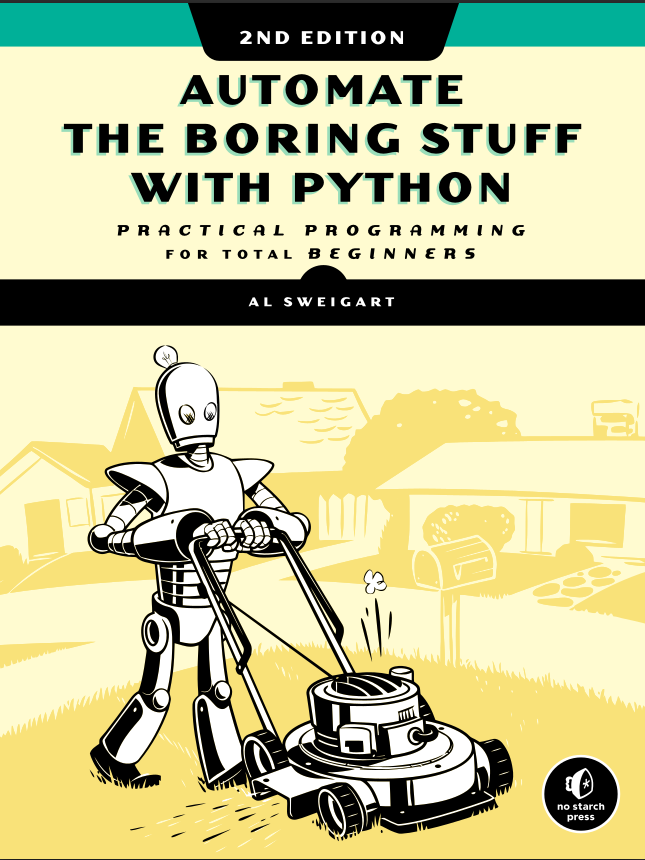 2ND EDITION
AUTOMATE
THE BORING STUFF
WITH PYTHON
PRACTICAL PROGRAMMING
FOR TOTAL BEGINNERS
AL SWEIGART
no starch
press